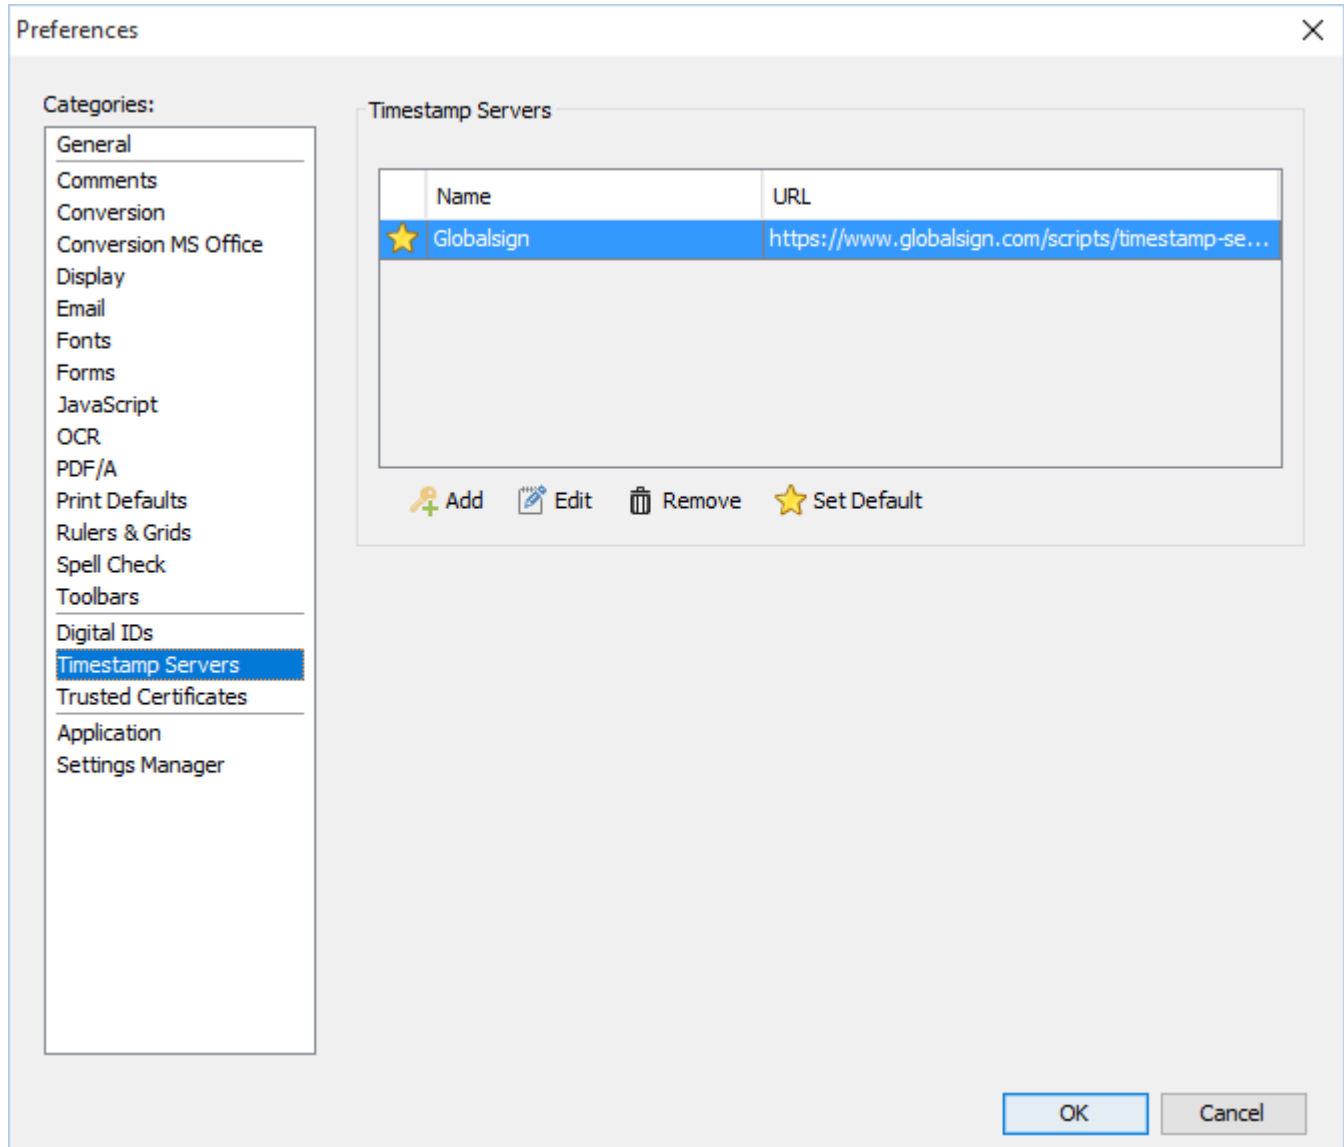 Preferences
Categories:
General
Comments
Conversion
Conversion MS Office
Display
Email
Fonts
Forms
JavaScript
OCR
PDF/A
Print Defaults
Rulers & Grids
Spell Check
Toolbars
Digital IDs
Timestamp Servers
Trusted Certificates
Application
Settings Manager
Timestamp Servers
Name URL
Globalsign https://www.globalsign.com/scripts/timestamp-se...
Add Edit Remove Set Default
OK Cancel